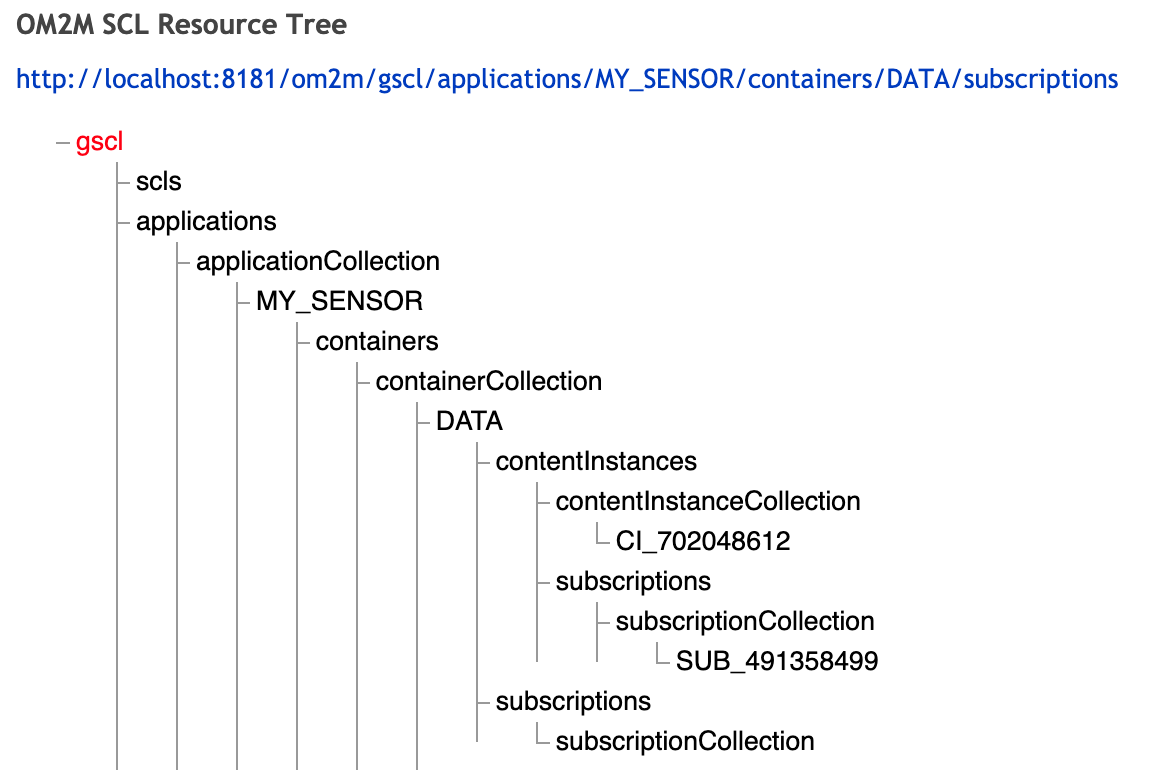 OM2M SCL Resource Tree
http://localhost:8181/om2m/gscl/applications/MY_SENSOR/containers/DATA/subscriptions
gscl
scls
applications
applicationCollection
MY_SENSOR
containers
containerCollection
DATA
contentInstances
contentInstanceCollection
CI_702048612
subscriptions
subscriptionCollection
SUB_491358499
subscriptions
subscriptionCollection